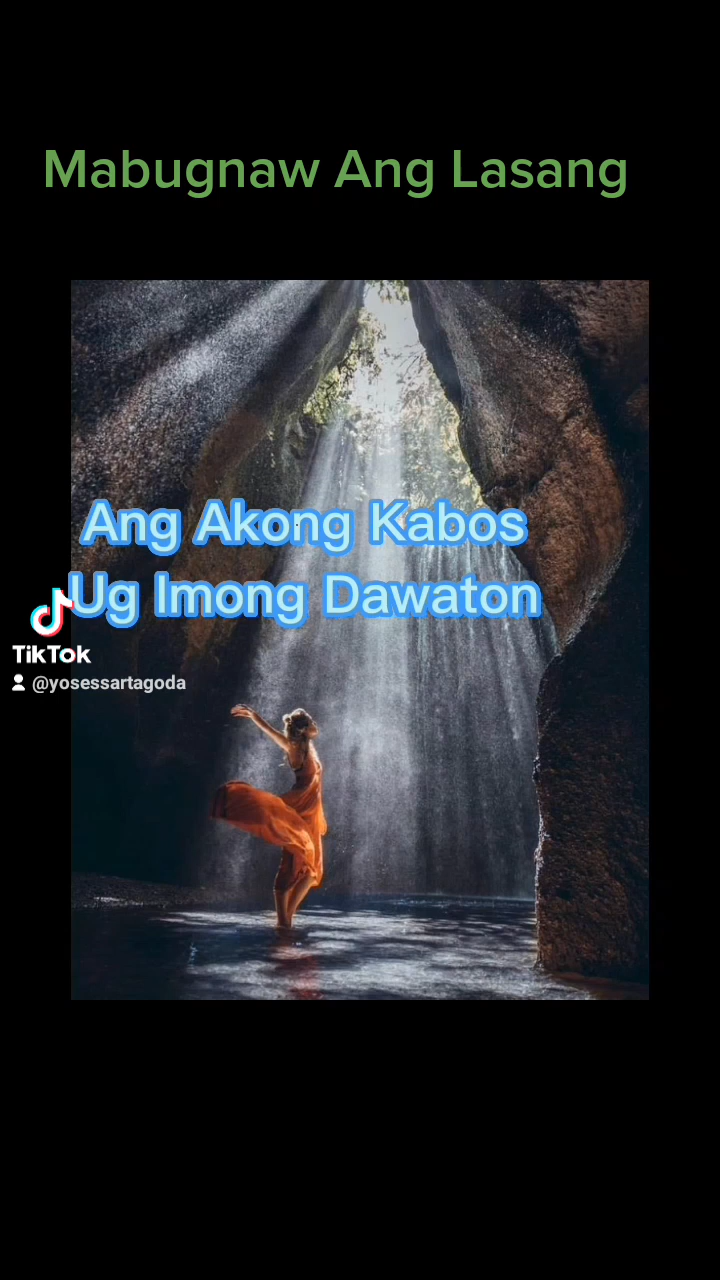 Mabugnaw Ang Lasang
Ang Akong Kabos
Ug Imong Dawaton
TikTok
@yosessartagoda